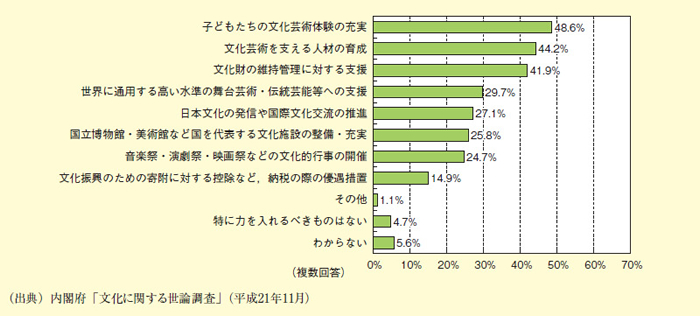 子どもたちの文化芸術体験の充実 48.6%
文化芸術を支える人材の育成 44.2%
文化財の維持管理に対する支援 41.9%
世界に通用する高い水準の舞台芸術・伝統芸能等への支援 29.7%
日本文化の発信や国際文化交流の推進 27.1%
国立博物館・美術館など国を代表する文化施設の整備・充実 25.8%
音楽祭・演劇祭・映画祭などの文化的行事の開催 24.7%
文化振興のための寄附に対する控除など，納税の際の優遇措置 14.9%
その他 1.1%
特に力を入れるべきものはない 4.7%
わからない 5.6%
（複数回答） 0% 10% 20% 30% 40% 50% 60% 70%
（出典）内閣府「文化に関する世論調査」（平成21年11月）